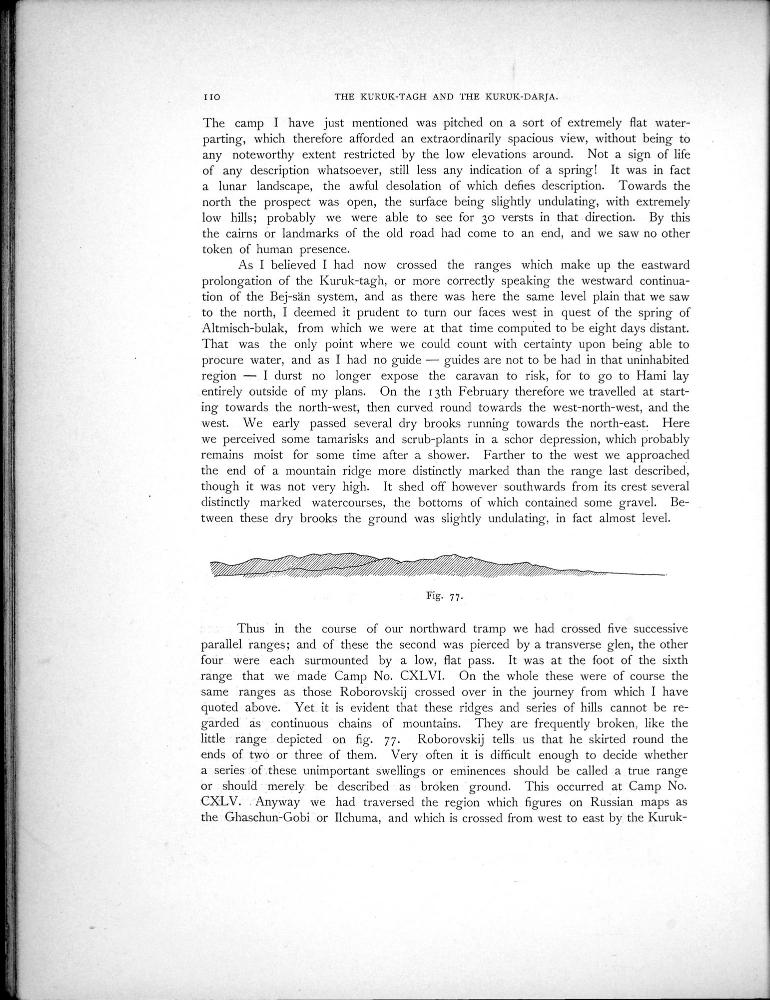 110 THE KURUK-TAGH AND THE KURUK-DARJA.
The camp I have just mentioned was pitched on a sort of extremely flat water-
parting, which therefore afforded an extraordinarily spacious view, without being to
any noteworthy extent restricted by the low elevations around. Not a sign of life
of any description whatsoever, still less any indication of a spring! It was in fact
a lunar landscape, the awful desolation of which defies description. Towards the
north the prospect was open, the surface being slightly undulating, with extremely
low hills; probably we were able to see for 30 versts in that direction. By this
the cairns or landmarks of the old road had come to an end, and we saw no other
token of human presence.
As I believed I had now crossed the ranges which make up the eastward
prolongation of the Kuruk-tagh, or more correctly speaking the westward continua-
tion of the Bej-sän system, and as there was here the same level plain that we saw
to the north, I deemed it prudent to turn our faces west in quest of the spring of
Altmisch-bulak, from which we were at that time computed to be eight days distant.
That was the only point where we could count with certainty upon being able to
procure water, and as I had no guide — guides are not to be had in that uninhabited
region — I durst no longer expose the caravan to risk, for to go to Hami lay
entirely outside of my plans. On the 13th February therefore we travelled at start-
ing towards the north-west, then curved round towards the west-north-west, and the
west. We early passed several dry brooks running towards the north-east. Here
we perceived some tamarisks and scrub-plants in a schor depression, which probably
remains moist for some time after a shower. Farther to the west we approached
the end of a mountain ridge more distinctly marked than the range last described,
though it was not very high. It shed off however southwards from its crest several
distinctly marked watercourses, the bottoms of which contained some gravel. Be-
tween these dry brooks the ground was slightly undulating, in fact almost level.
Fig. 77.
Thus in the course of our northward tramp we had crossed five successive
parallel ranges; and of these the second was pierced by a transverse glen, the other
four were each surmounted by a low, flat pass. It was at the foot of the sixth
range that we made Camp No. CXLVI. On the whole these were of course the
same ranges as those Roborovskij crossed over in the journey from which I have
quoted above. Yet it is evident that these ridges and series of hills cannot be re-
garded as continuous chains of mountains. They are frequently broken, like the
little range depicted on fig. 77. Roborovskij tells us that he skirted round the
ends of two or three of them. Very often it is difficult enough to decide whether
a series of these unimportant swellings or eminences should be called a true range
or should merely be described as broken ground. This occurred at Camp No.
CXLV. Anyway we had traversed the region which figures on Russian maps as
the Ghaschun-Gobi or Ilchuma, and which is crossed from west to east by the Kuruk-